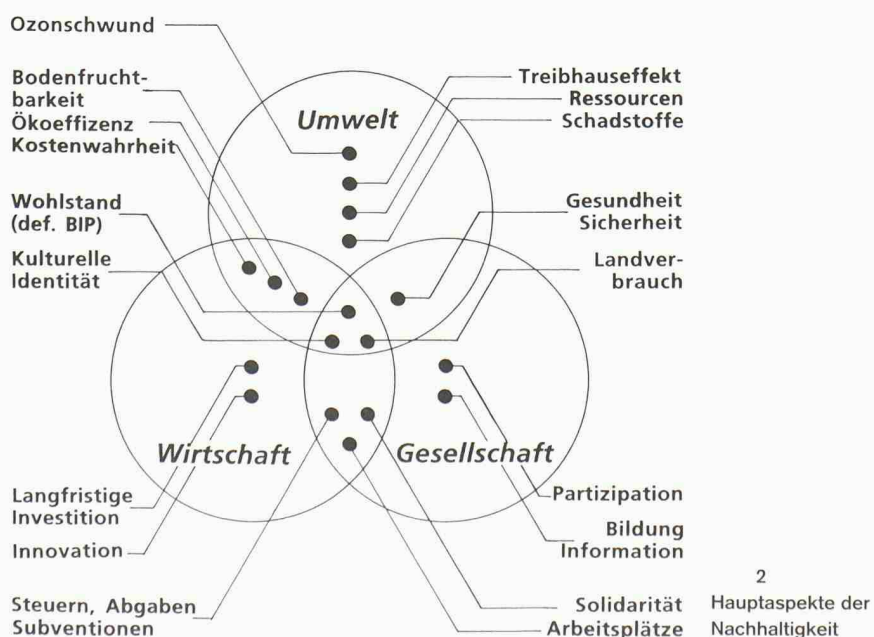 Ozonschwund
Bodenfrucht-
barkeit
Ökoeffizenz
Kostenwahrheit
Wohlstand
(def. BIP)
Kulturelle
Identität
Umwelt
Treibhauseffekt
Ressourcen
Schadstoffe
Gesundheit
Sicherheit
Landver-
brauch
Wirtschaft
Gesellschaft
Langfristige
Investition
Innovation
Steuern, Abgaben
Subventionen
Partizipation
Bildung
Information
Solidarität
Arbeitsplätze
2
Hauptaspekte der
Nachhaltigkeit